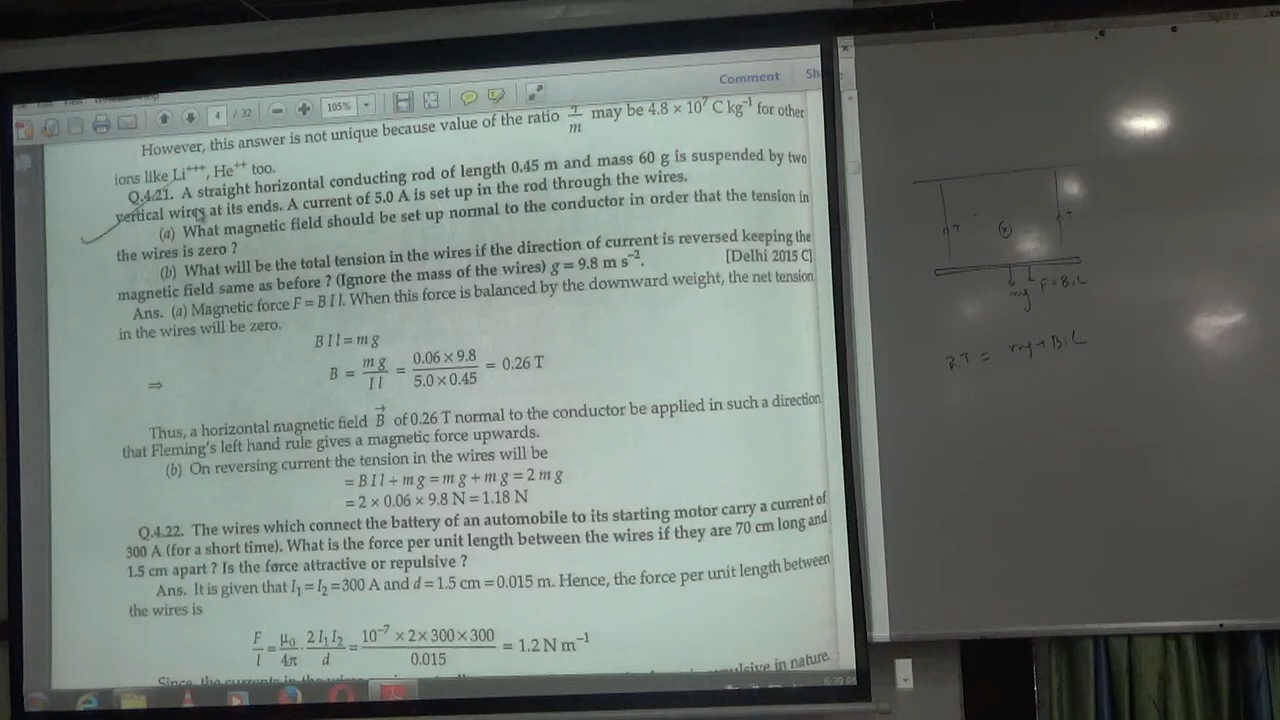 Comment
4 / 32
105%
However, this answer is not unique because value of the ratio q/m may be 4.8 × 10⁷ C kg⁻¹ for other
ions like Li⁺⁺⁺, He⁺⁺ too.
Q.4.21. A straight horizontal conducting rod of length 0.45 m and mass 60 g is suspended by two
vertical wires at its ends. A current of 5.0 A is set up in the rod through the wires.
(a) What magnetic field should be set up normal to the conductor in order that the tension in
the wires is zero ?
(b) What will be the total tension in the wires if the direction of current is reversed keeping the
magnetic field same as before ? (Ignore the mass of the wires) g = 9.8 m s⁻². [Delhi 2015 C]
Ans. (a) Magnetic force F = B I l. When this force is balanced by the downward weight, the net tension
in the wires will be zero.
B I l = m g
⇒ B = m g / I l = 0.06 × 9.8 / 5.0 × 0.45 = 0.26 T
Thus, a horizontal magnetic field B⃗ of 0.26 T normal to the conductor be applied in such a direction
that Fleming's left hand rule gives a magnetic force upwards.
(b) On reversing current the tension in the wires will be
= B I l + m g = m g + m g = 2 m g
= 2 × 0.06 × 9.8 N = 1.18 N
Q.4.22. The wires which connect the battery of an automobile to its starting motor carry a current of
300 A (for a short time). What is the force per unit length between the wires if they are 70 cm long and
1.5 cm apart ? Is the force attractive or repulsive ?
Ans. It is given that I₁ = I₂ = 300 A and d = 1.5 cm = 0.015 m. Hence, the force per unit length between
the wires is
F/l = μ₀/4π · 2 I₁ I₂/d = 10⁻⁷ × 2 × 300 × 300 / 0.015 = 1.2 N m⁻¹
in nature.
T
T
mg F = BiL
2T = mg + BiL